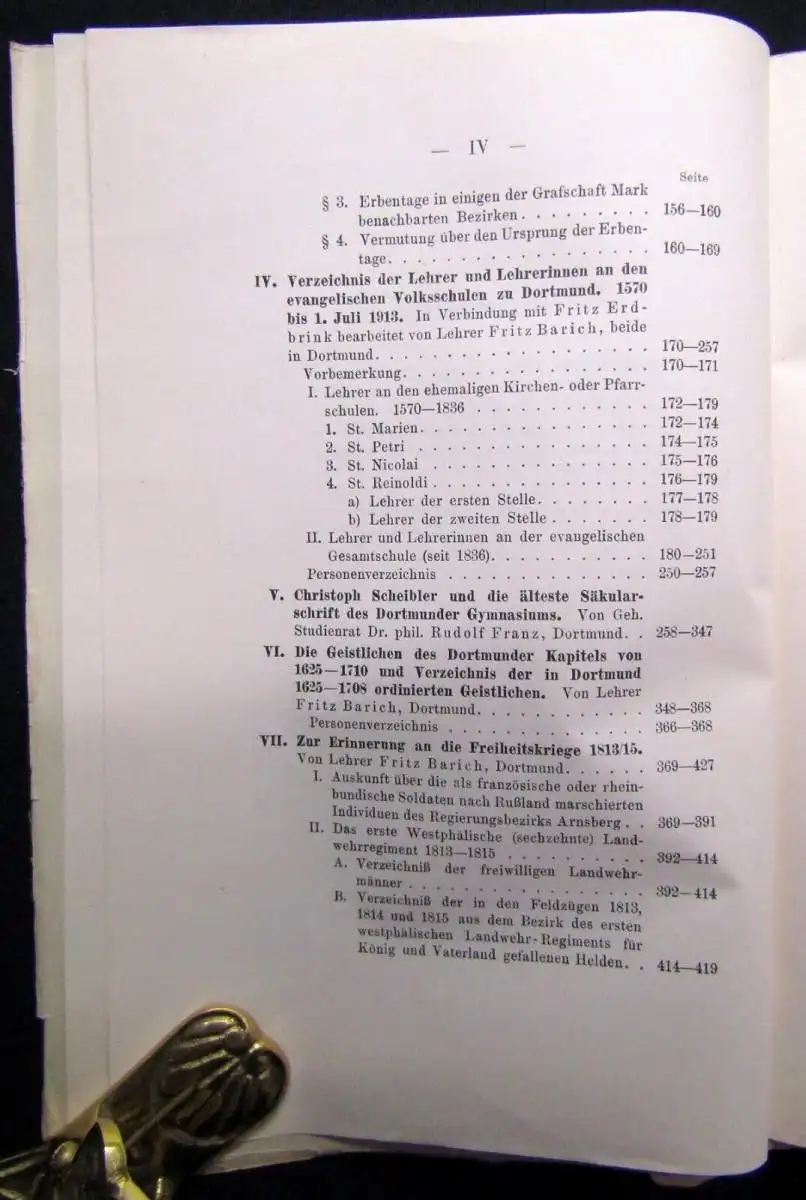 — IV —
Seite
§ 3. Erbentage in einigen der Grafschaft Mark
benachbarten Bezirken . . . . . . . . . 156—160
§ 4. Vermutung über den Ursprung der Erben-
tage. . . . . . . . . . . . . . . . . . 160—169
IV. Verzeichnis der Lehrer und Lehrerinnen an den
evangelischen Volksschulen zu Dortmund. 1570
bis 1. Juli 1913. In Verbindung mit Fritz Erd-
brink bearbeitet von Lehrer Fritz Barich, beide
in Dortmund. . . . . . . . . . . . . . . . . . 170—257
Vorbemerkung. . . . . . . . . . . . . . . . 170—171
I. Lehrer an den ehemaligen Kirchen- oder Pfarr-
schulen. 1570—1836 . . . . . . . . . . . 172—179
1. St. Marien. . . . . . . . . . . . . . . 172—174
2. St. Petri . . . . . . . . . . . . . . . 174—175
3. St. Nicolai . . . . . . . . . . . . . . 175—176
4. St. Reinoldi . . . . . . . . . . . . . . 176—179
a) Lehrer der ersten Stelle. . . . . . . . 177—178
b) Lehrer der zweiten Stelle . . . . . . . 178—179
II. Lehrer und Lehrerinnen an der evangelischen
Gesamtschule (seit 1836). . . . . . . . . . . 180—251
Personenverzeichnis . . . . . . . . . . . . . 250—257
V. Christoph Scheibler und die älteste Säkular-
schrift des Dortmunder Gymnasiums. Von Geh.
Studienrat Dr. phil. Rudolf Franz, Dortmund. . 258—347
VI. Die Geistlichen des Dortmunder Kapitels von
1625—1710 und Verzeichnis der in Dortmund
1625—1708 ordinierten Geistlichen. Von Lehrer
Fritz Barich, Dortmund. . . . . . . . . . . . 348—368
Personenverzeichnis . . . . . . . . . . . . . 366—368
VII. Zur Erinnerung an die Freiheitskriege 1813/15.
Von Lehrer Fritz Barich, Dortmund. . . . . . . 369—427
I. Auskunft über die als französische oder rhein-
bundische Soldaten nach Rußland marschierten
Individuen des Regierungsbezirks Arnsberg . . 369—391
II. Das erste Westphälische (sechzehnte) Land-
wehrregiment 1813—1815 . . . . . . . . . . 392—414
A. Verzeichniß der freiwilligen Landwehr-
männer . . . . . . . . . . . . . . . . . 392—414
B. Verzeichniß der in den Feldzügen 1813,
1814 und 1815 aus dem Bezirk des ersten
westphälischen Landwehr-Regiments für
König und Vaterland gefallenen Helden. . 414—419